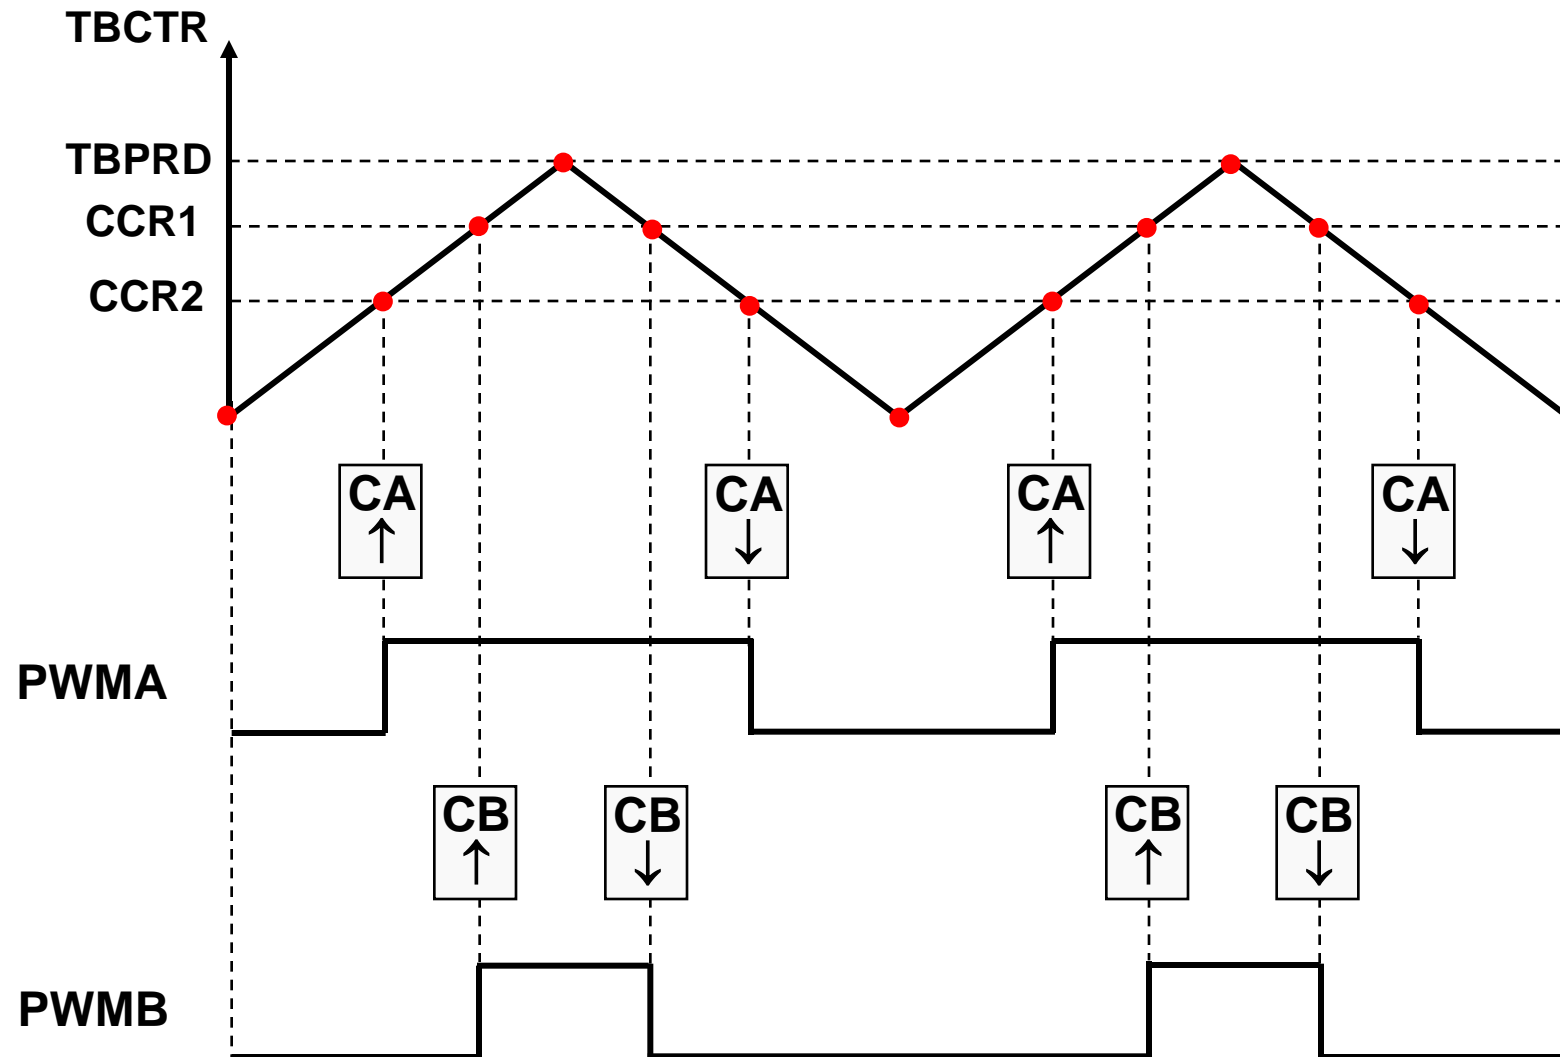 TBCTR
TBPRD
CCR1
CCR2
CA CA CA CA
↑ ↓ ↑ ↓
PWMA
CB CB CB CB
↑ ↓ ↑ ↓
PWMB